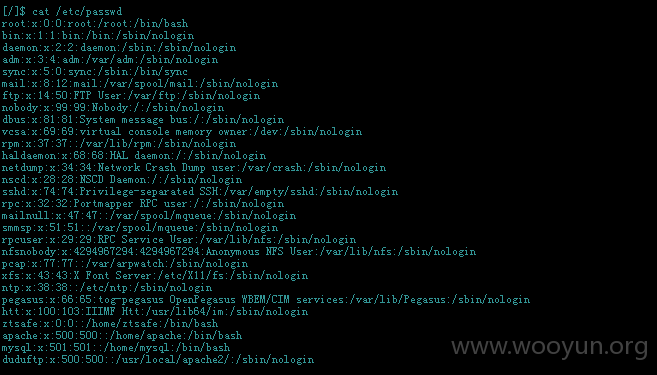 [/]$ cat /etc/passwd
root:x:0:0:root:/root:/bin/bash
bin:x:1:1:bin:/bin:/sbin/nologin
daemon:x:2:2:daemon:/sbin:/sbin/nologin
adm:x:3:4:adm:/var/adm:/sbin/nologin
sync:x:5:0:sync:/sbin:/bin/sync
mail:x:8:12:mail:/var/spool/mail:/sbin/nologin
ftp:x:14:50:FTP User:/var/ftp:/sbin/nologin
nobody:x:99:99:Nobody:/:/sbin/nologin
dbus:x:81:81:System message bus:/:/sbin/nologin
vcsa:x:69:69:virtual console memory owner:/dev:/sbin/nologin
rpm:x:37:37::/var/lib/rpm:/sbin/nologin
haldaemon:x:68:68:HAL daemon:/:/sbin/nologin
netdump:x:34:34:Network Crash Dump user:/var/crash:/sbin/nologin
nscd:x:28:28:NSCD Daemon:/:/sbin/nologin
sshd:x:74:74:Privilege-separated SSH:/var/empty/sshd:/sbin/nologin
rpc:x:32:32:Portmapper RPC user:/:/sbin/nologin
mailnull:x:47:47::/var/spool/mqueue:/sbin/nologin
smmsp:x:51:51::/var/spool/mqueue:/sbin/nologin
rpcuser:x:29:29:RPC Service User:/var/lib/nfs:/sbin/nologin
nfsnobody:x:4294967294:4294967294:Anonymous NFS User:/var/lib/nfs:/sbin/nologin
pcap:x:77:77::/var/arpwatch:/sbin/nologin
xfs:x:43:43:X Font Server:/etc/X11/fs:/sbin/nologin
ntp:x:38:38::/etc/ntp:/sbin/nologin
pegasus:x:66:65:tog-pegasus OpenPegasus WBEM/CIM services:/var/lib/Pegasus:/sbin/nologin
htt:x:100:103:IIIMF Htt:/usr/lib64/im:/sbin/nologin
ztsafe:x:0:0::/home/ztsafe:/bin/bash
apache:x:500:500::/home/apache:/bin/bash
mysql:x:501:501::/home/mysql:/bin/bash
duduftp:x:500:500::/usr/local/apache2/:/sbin/nologin
www.wooyun.org